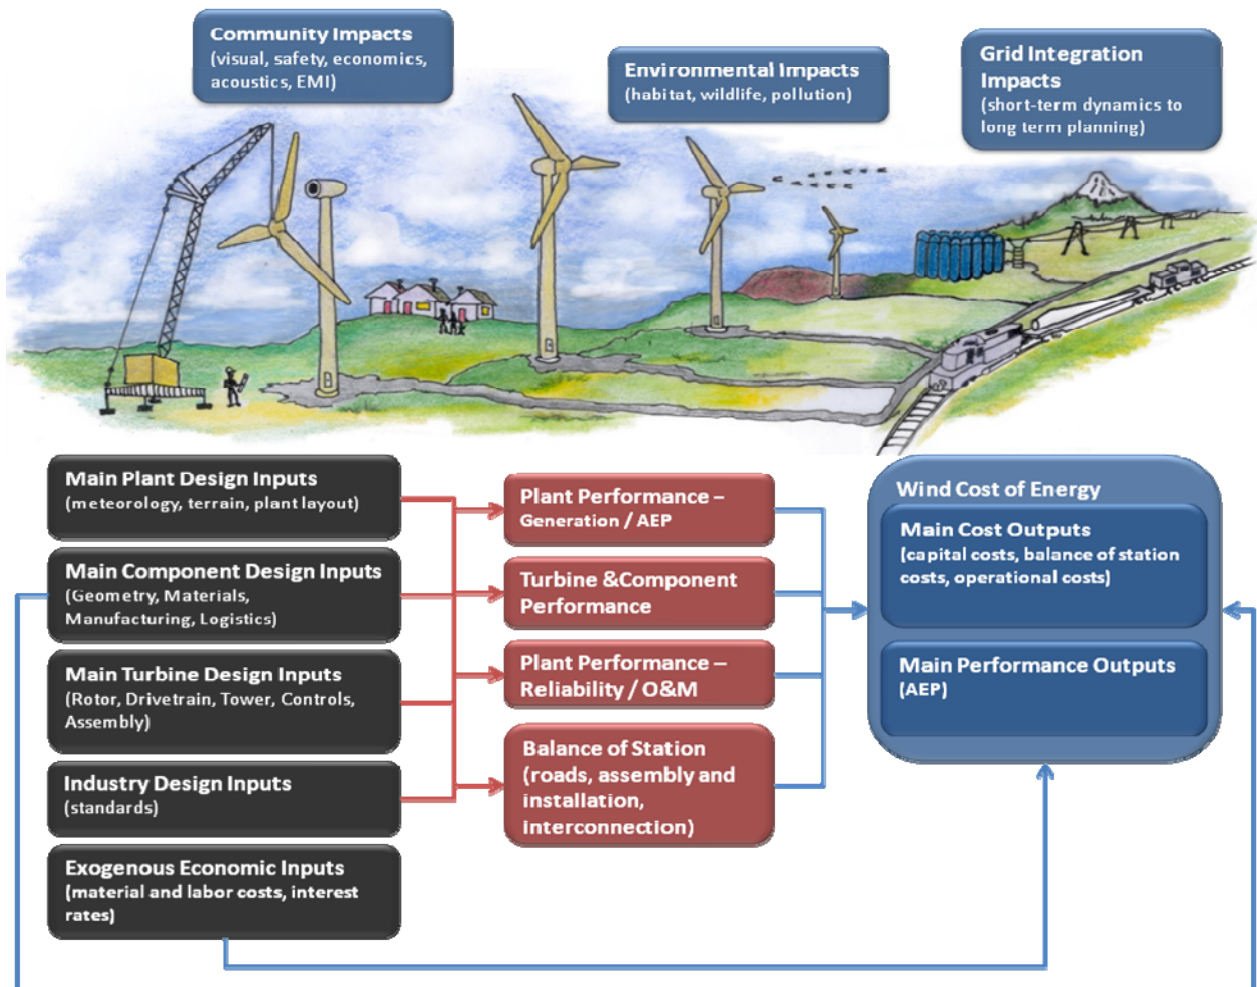 Community Impacts
(visual, safety, economics,
acoustics, EMI)
Environmental Impacts
(habitat, wildlife, pollution)
Grid Integration
Impacts
(short-term dynamics to
long term planning)
Main Plant Design Inputs
(meteorology, terrain, plant layout)
Main Component Design Inputs
(Geometry, Materials,
Manufacturing, Logistics)
Main Turbine Design Inputs
(Rotor, Drivetrain, Tower, Controls,
Assembly)
Industry Design Inputs
(standards)
Exogenous Economic Inputs
(material and labor costs, interest
rates)
Plant Performance –
Generation / AEP
Turbine &Component
Performance
Plant Performance –
Reliability / O&M
Balance of Station
(roads, assembly and
installation,
interconnection)
Wind Cost of Energy
Main Cost Outputs
(capital costs, balance of station
costs, operational costs)
Main Performance Outputs
(AEP)